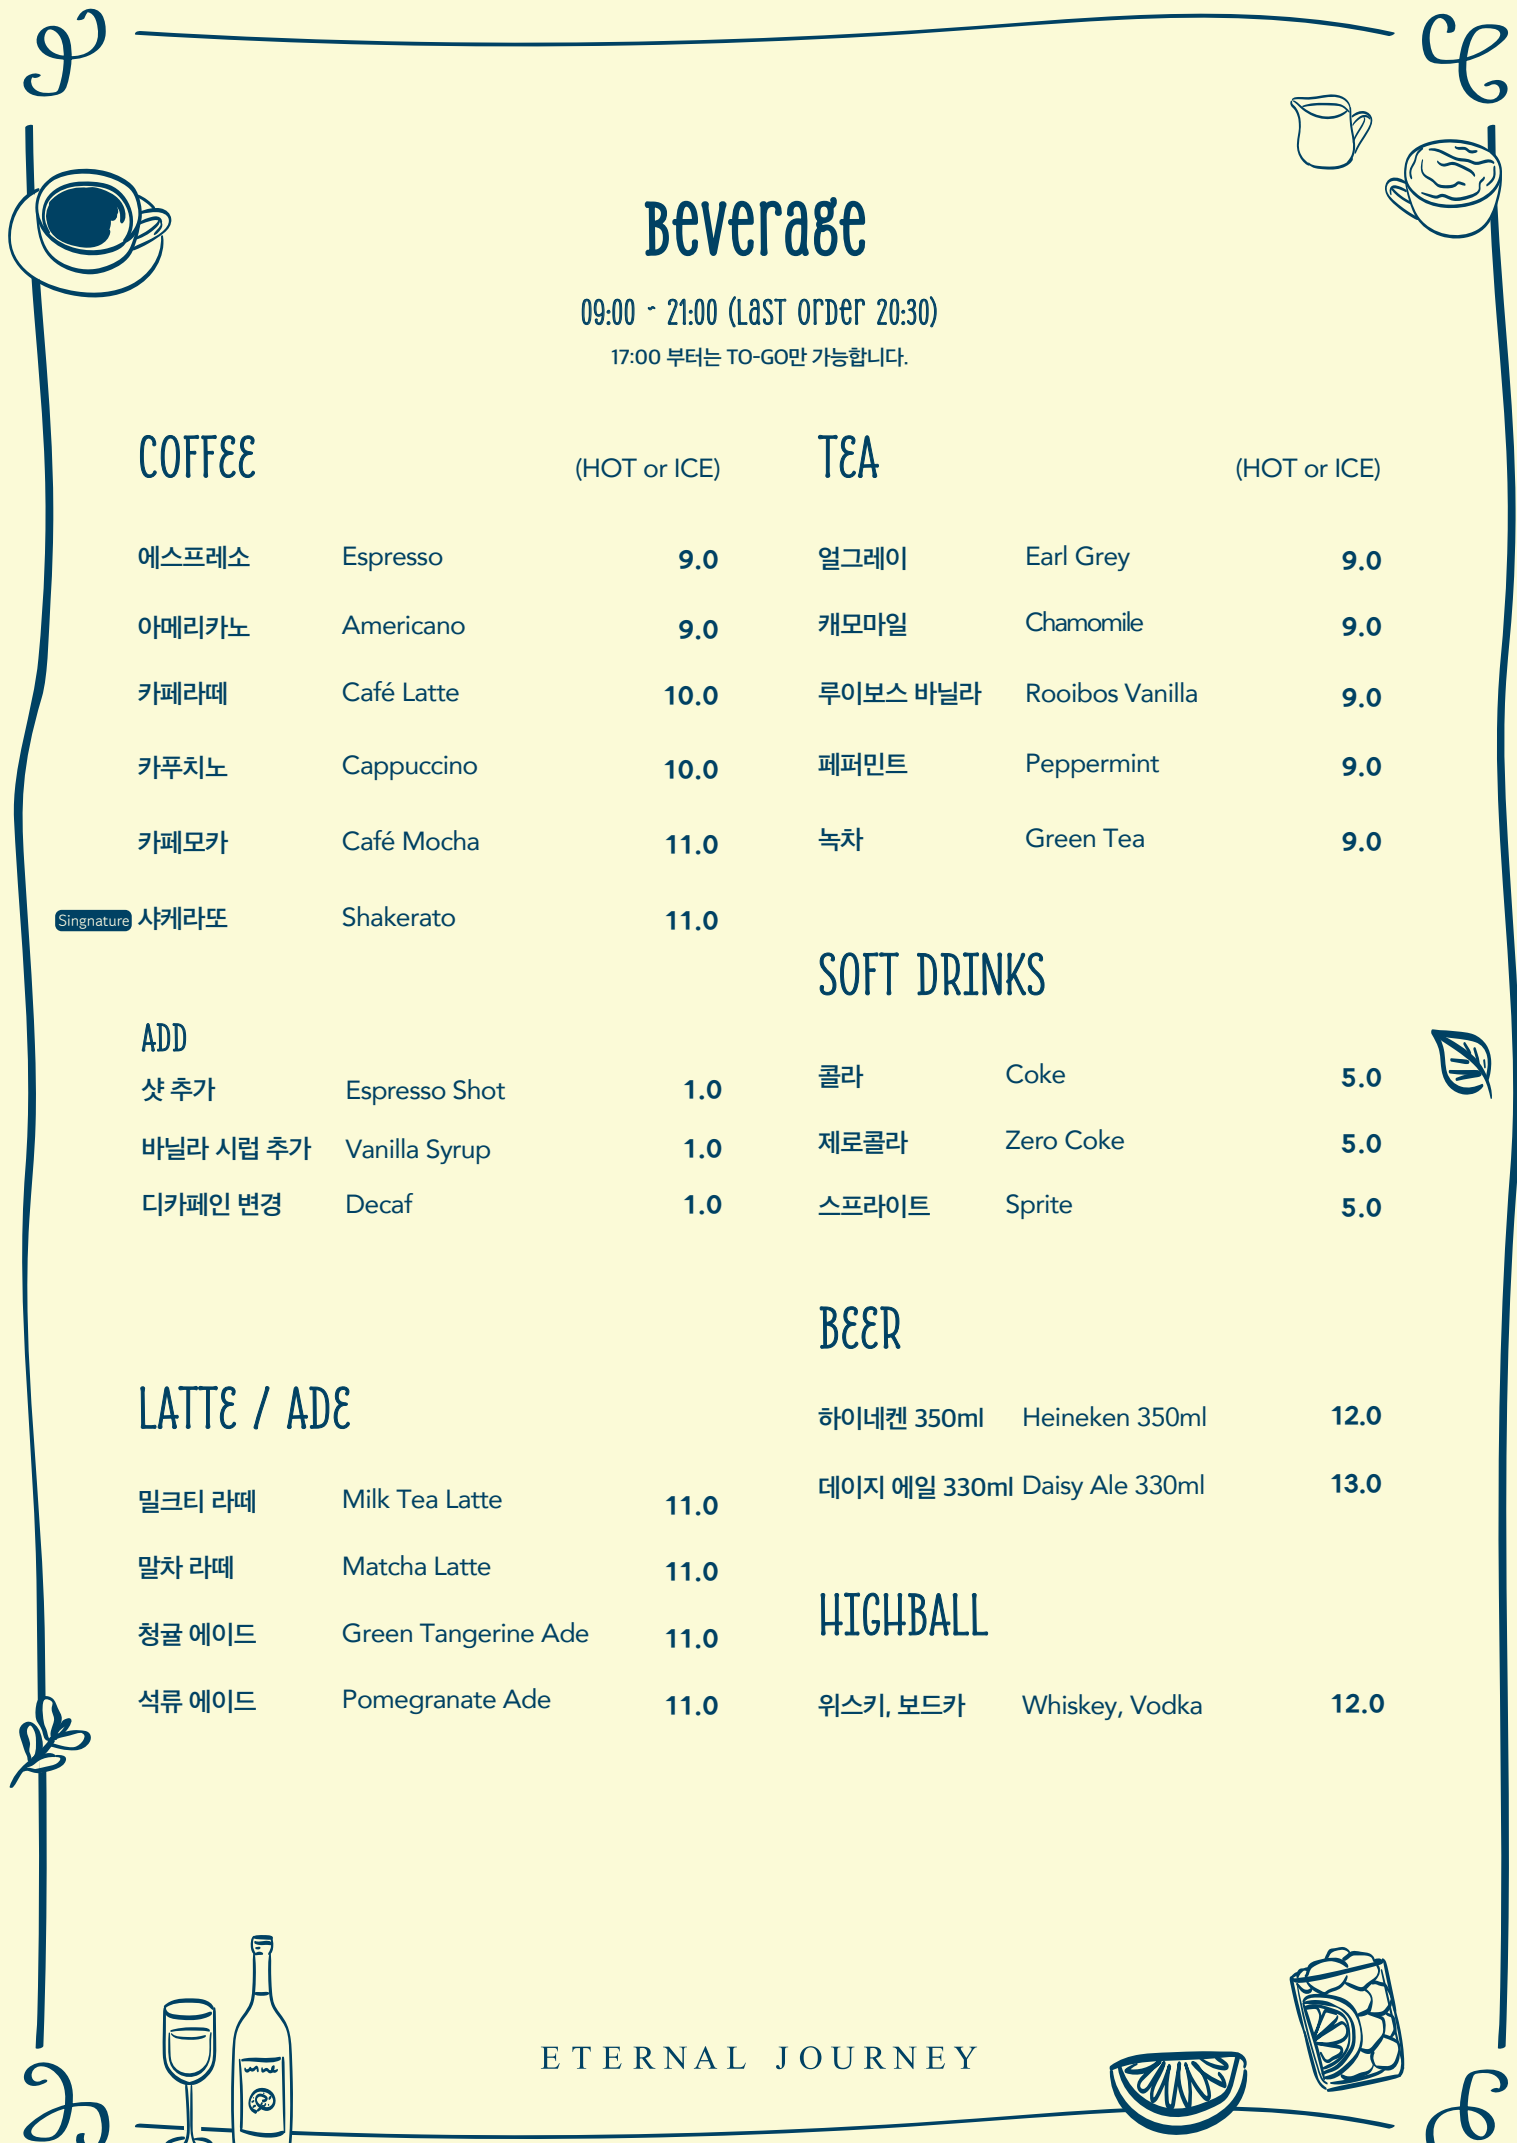 Beverage
09:00 ~ 21:00 (Last order 20:30)
17:00 부터는 TO-GO만 가능합니다.
COFFEE (HOT or ICE)
에스프레소 Espresso 9.0
아메리카노 Americano 9.0
카페라떼 Café Latte 10.0
카푸치노 Cappuccino 10.0
카페모카 Café Mocha 11.0
Singnature 샤케라또 Shakerato 11.0
ADD
샷 추가 Espresso Shot 1.0
바닐라 시럽 추가 Vanilla Syrup 1.0
디카페인 변경 Decaf 1.0
LATTE / ADE
밀크티 라떼 Milk Tea Latte 11.0
말차 라떼 Matcha Latte 11.0
청귤 에이드 Green Tangerine Ade 11.0
석류 에이드 Pomegranate Ade 11.0
TEA (HOT or ICE)
얼그레이 Earl Grey 9.0
캐모마일 Chamomile 9.0
루이보스 바닐라 Rooibos Vanilla 9.0
페퍼민트 Peppermint 9.0
녹차 Green Tea 9.0
SOFT DRINKS
콜라 Coke 5.0
제로콜라 Zero Coke 5.0
스프라이트 Sprite 5.0
BEER
하이네켄 350ml Heineken 350ml 12.0
데이지 에일 330ml Daisy Ale 330ml 13.0
HIGHBALL
위스키, 보드카 Whiskey, Vodka 12.0
ETERNAL JOURNEY